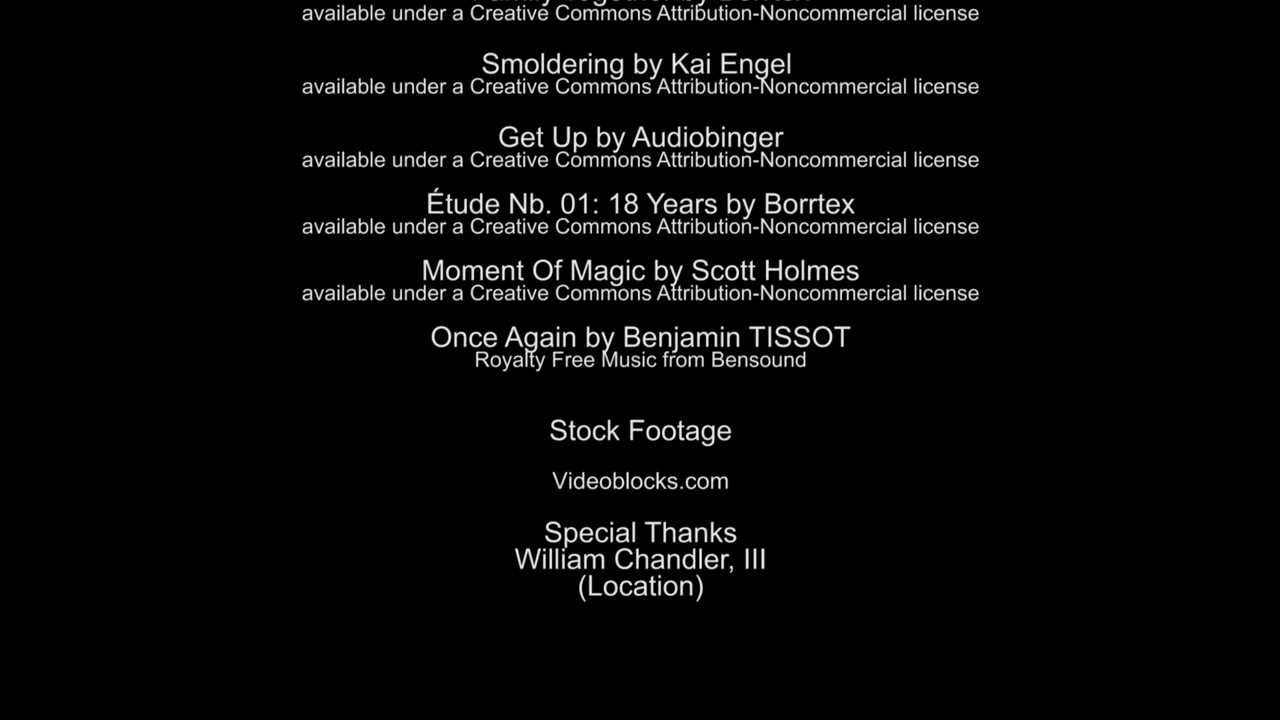 available under a Creative Commons Attribution-Noncommercial license
Smoldering by Kai Engel
available under a Creative Commons Attribution-Noncommercial license
Get Up by Audiobinger
available under a Creative Commons Attribution-Noncommercial license
Étude Nb. 01: 18 Years by Borrtex
available under a Creative Commons Attribution-Noncommercial license
Moment Of Magic by Scott Holmes
available under a Creative Commons Attribution-Noncommercial license
Once Again by Benjamin TISSOT
Royalty Free Music from Bensound
Stock Footage
Videoblocks.com
Special Thanks
William Chandler, III
(Location)